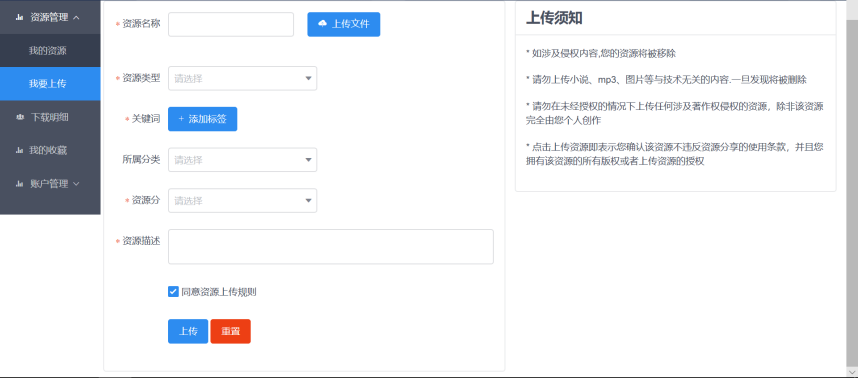 资源管理
我的资源
我要上传
下载明细
我的收藏
账户管理
* 资源名称
上传文件
* 资源类型
请选择
* 关键词
+ 添加标签
所属分类
请选择
* 资源分
请选择
* 资源描述
同意资源上传规则
上传
重置
上传须知
* 如涉及侵权内容,您的资源将被移除
* 请勿上传小说、mp3、图片等与技术无关的内容.一旦发现将被删除
* 请勿在未经授权的情况下上传任何涉及著作权侵权的资源，除非该资源
完全由您个人创作
* 点击上传资源即表示您确认该资源不违反资源分享的使用条款，并且您
拥有该资源的所有版权或者上传资源的授权